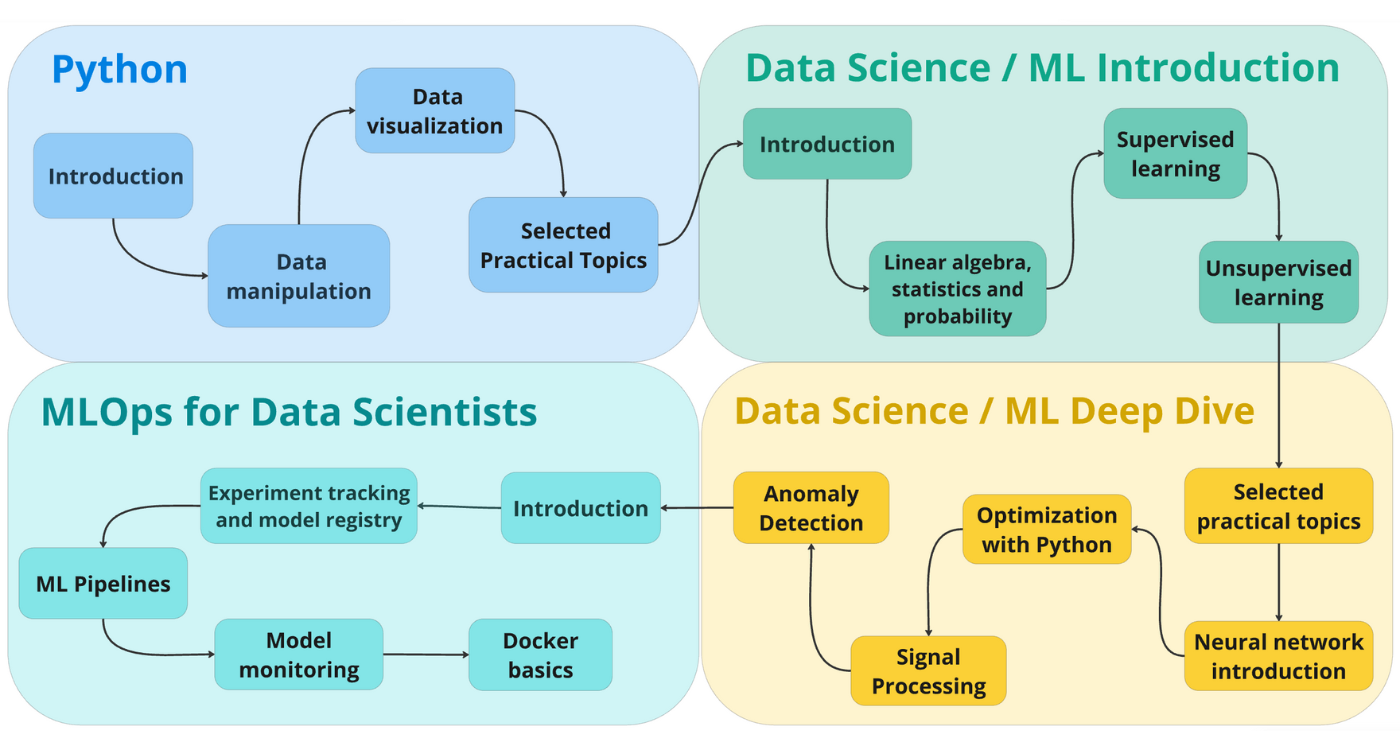 Python
Introduction
Data
manipulation
Data
visualization
Selected
Practical Topics
Data Science / ML Introduction
Introduction
Linear algebra,
statistics and
probability
Supervised
learning
Unsupervised
learning
Data Science / ML Deep Dive
Selected
practical topics
Neural network
introduction
Optimization
with Python
Signal
Processing
Anomaly
Detection
MLOps for Data Scientists
Introduction
Experiment tracking
and model registry
ML Pipelines
Model
monitoring
Docker
basics